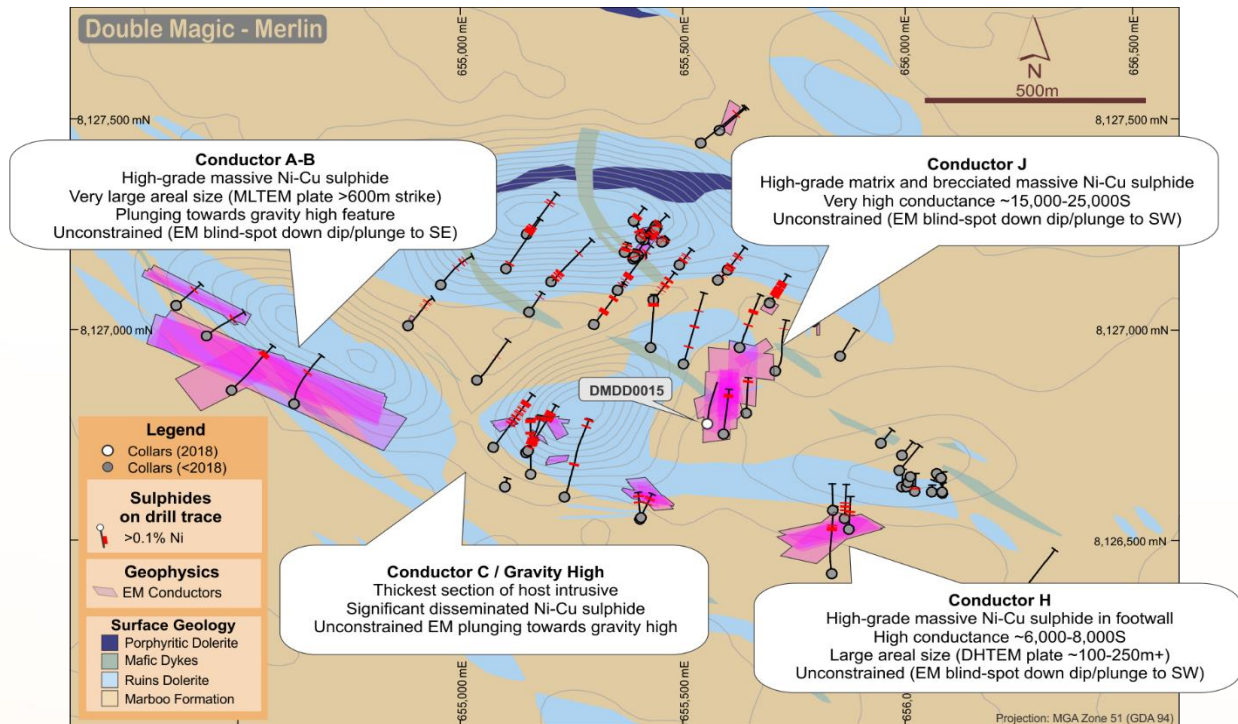 Double Magic - Merlin
655,000 mE
655,500 mE
656,000 mE
656,500 mE
N
500m
8,127,500 mN
8,127,500 mN
Conductor A-B
High-grade massive Ni-Cu sulphide
Very large areal size (MLTEM plate >600m strike)
Plunging towards gravity high feature
Unconstrained (EM blind-spot down dip/plunge to SE)
Conductor J
High-grade matrix and brecciated massive Ni-Cu sulphide
Very high conductance ~15,000-25,000S
Unconstrained (EM blind-spot down dip/plunge to SW)
8,127,000 mN
8,127,000 mN
DMDD0015
Legend
Collars (2018)
Collars (<2018)
Sulphides
on drill trace
>0.1% Ni
Geophysics
EM Conductors
Surface Geology
Porphyritic Dolerite
Mafic Dykes
Ruins Dolerite
Marboo Formation
8,126,500 mN
Conductor C / Gravity High
Thickest section of host intrusive
Significant disseminated Ni-Cu sulphide
Unconstrained EM plunging towards gravity high
Conductor H
High-grade massive Ni-Cu sulphide in footwall
High conductance ~6,000-8,000S
Large areal size (DHTEM plate ~100-250m+)
Unconstrained (EM blind-spot down dip/plunge to SW)
655,000 mE
655,500 mE
Projection: MGA Zone 51 (GDA 94)